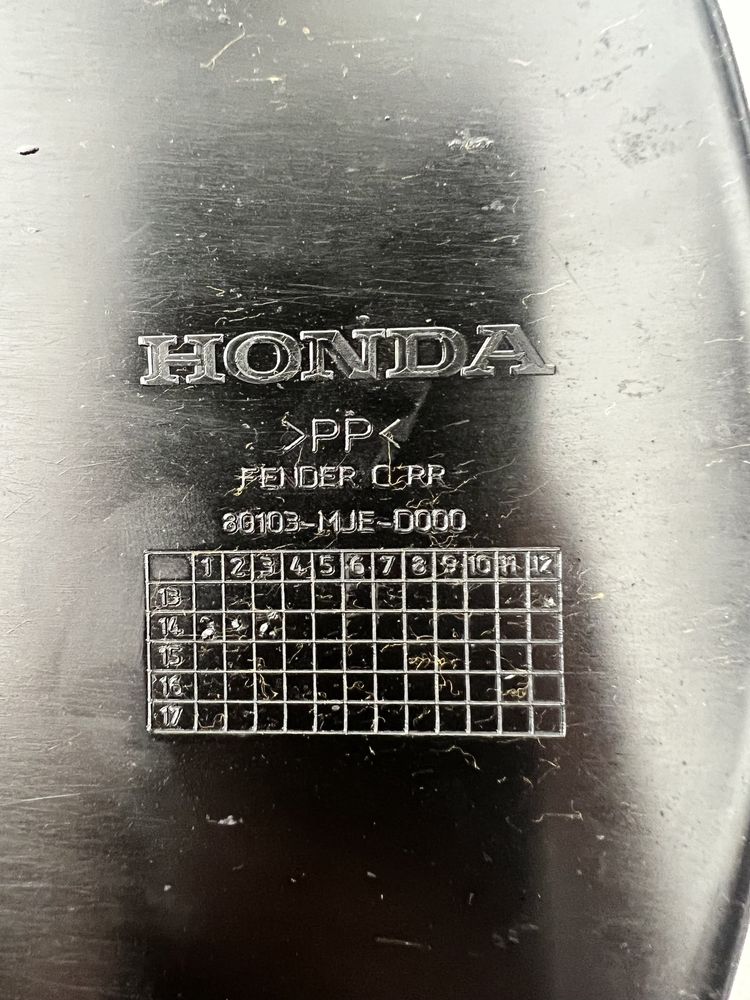 HONDA
>PP<
FENDER C,RR
80103-MJE-D000
1 2 3 4 5 6 7 8 9 10 11 12
13
14
15
16
17